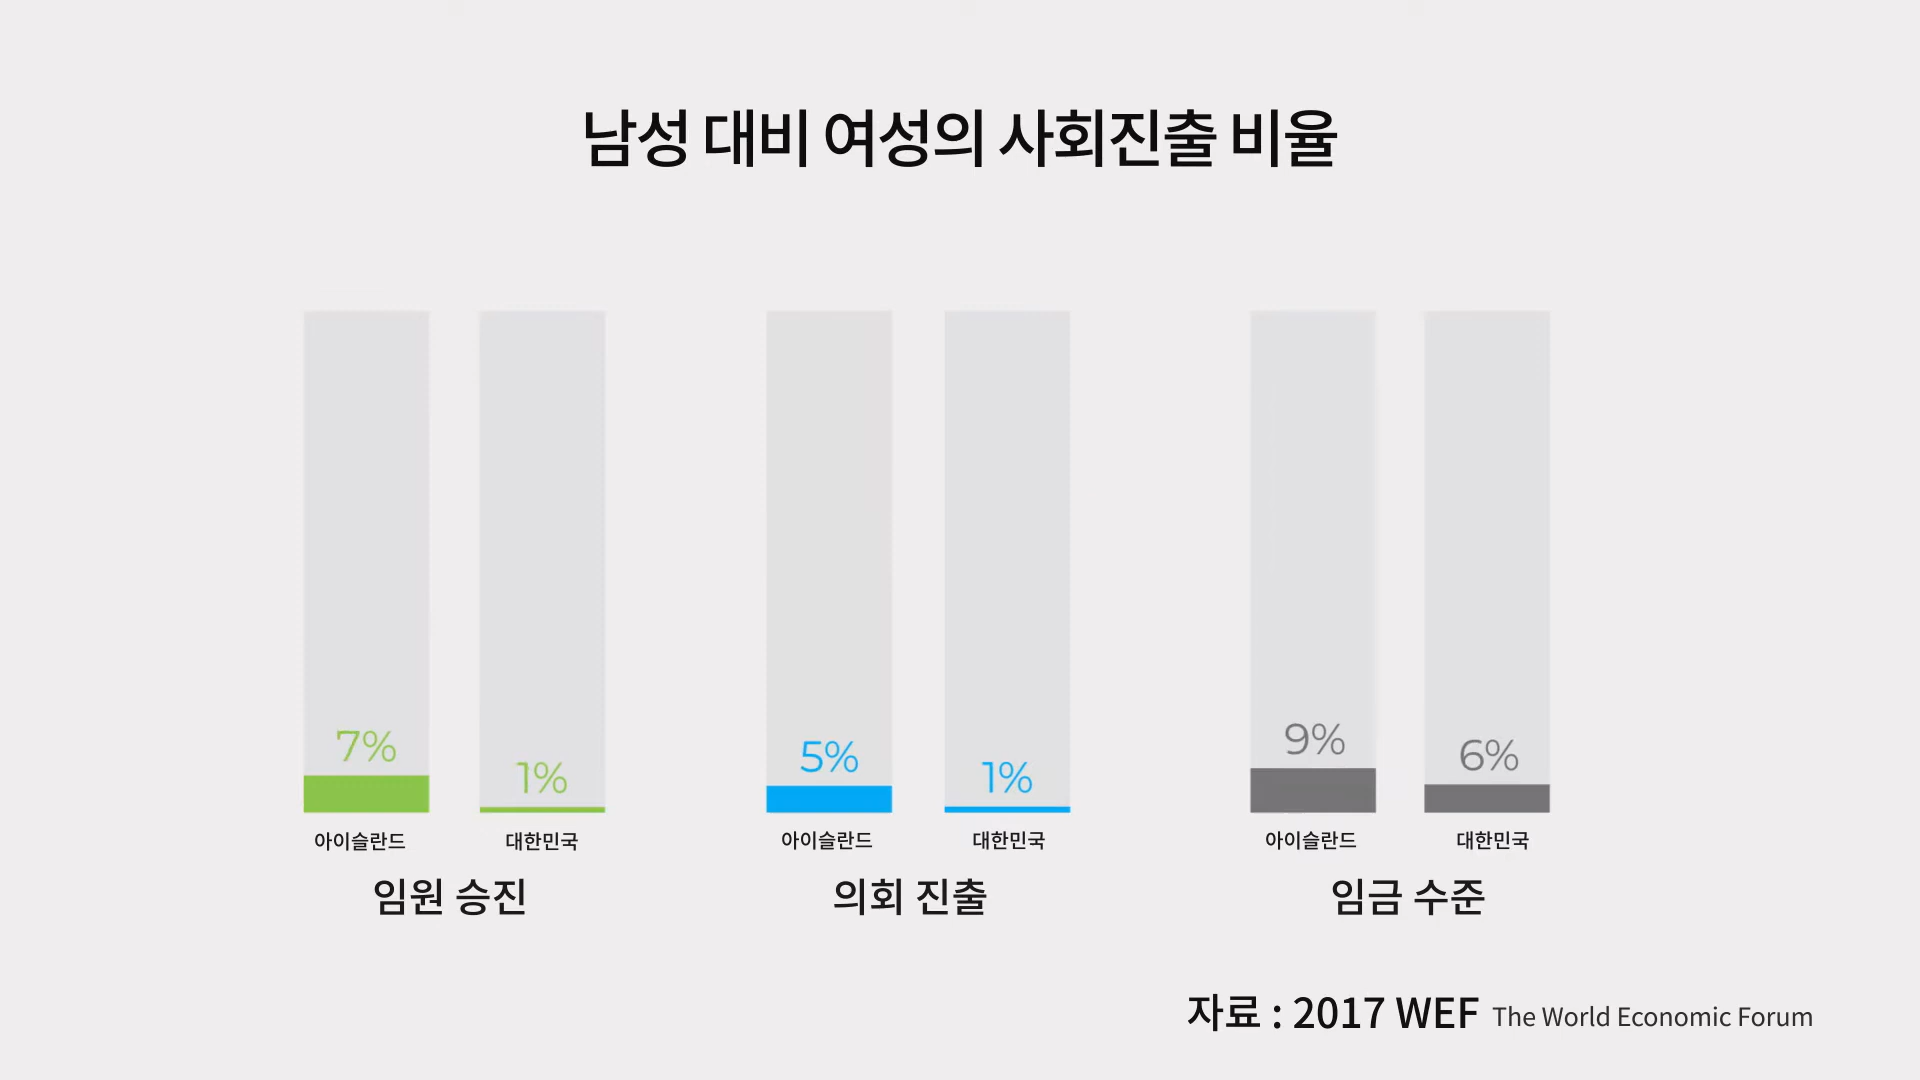 남성 대비 여성의 사회진출 비율
7% 1% 5% 1% 9% 6%
아이슬란드 대한민국 아이슬란드 대한민국 아이슬란드 대한민국
임원 승진 의회 진출 임금 수준
자료 : 2017 WEF The World Economic Forum